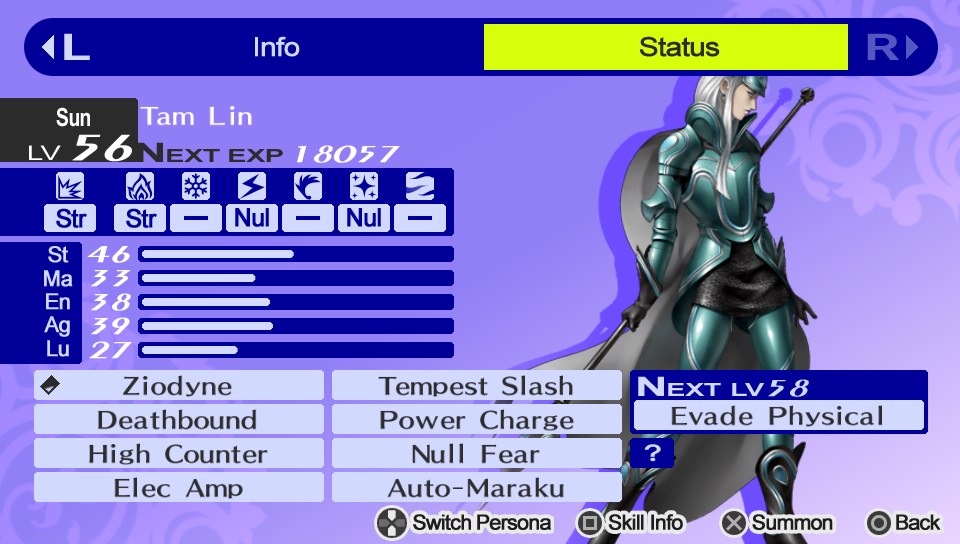 L Info Status R
Sun Tam Lin
LV 56 NEXT EXP 18057
Str Str — Nul — Nul —
St 46
Ma 33
En 38
Ag 39
Lu 27
Ziodyne Tempest Slash NEXT LV 58
Deathbound Power Charge Evade Physical
High Counter Null Fear ?
Elec Amp Auto-Maraku
Switch Persona Skill Info Summon Back